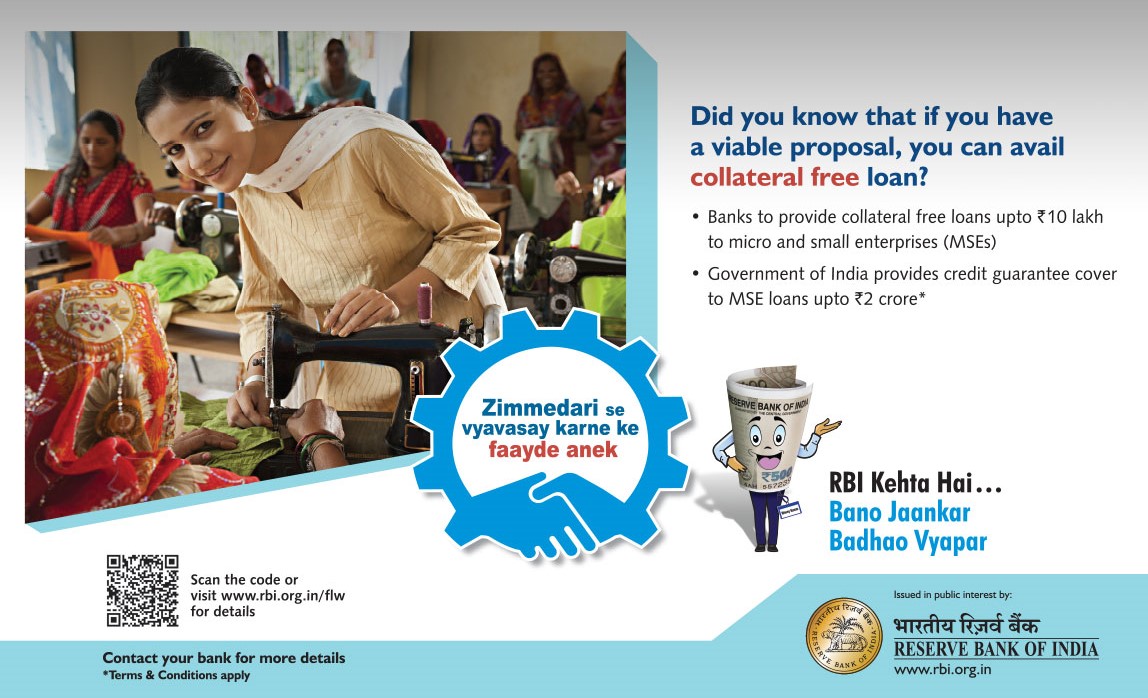 Did you know that if you have
a viable proposal, you can avail
collateral free loan?
• Banks to provide collateral free loans upto ₹10 lakh
to micro and small enterprises (MSEs)
• Government of India provides credit guarantee cover
to MSE loans upto ₹2 crore*
Zimmedari se
vyavasay karne ke
faayde anek
RESERVE BANK OF INDIA
₹500
RBI Kehta Hai...
Bano Jaankar
Badhao Vyapar
Scan the code or
visit www.rbi.org.in/flw
for details
Contact your bank for more details
*Terms & Conditions apply
Issued in public interest by:
भारतीय रिज़र्व बैंक
RESERVE BANK OF INDIA
www.rbi.org.in
भारतीय रिज़र्व बैंक
RESERVE BANK OF INDIA